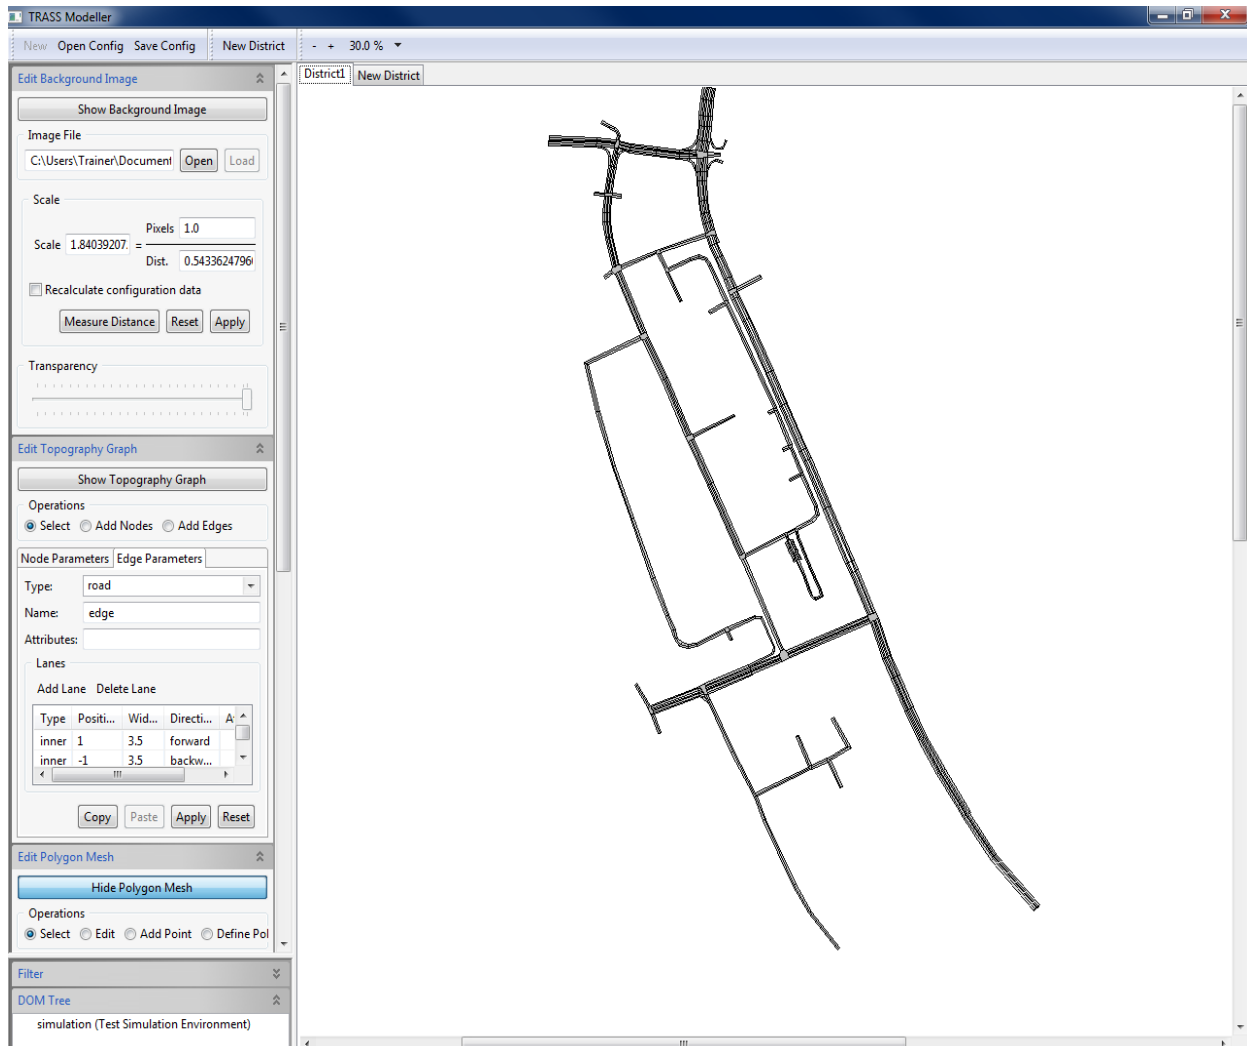 TRASS Modeller
New Open Config Save Config New District - + 30.0 %
District1 New District
Edit Background Image
Show Background Image
Image File
C:\Users\Trainer\Document Open Load
Scale
Pixels 1.0
Scale 1.84039207. =
Dist. 0.543362479
Recalculate configuration data
Measure Distance Reset Apply
Transparency
Edit Topography Graph
Show Topography Graph
Operations
Select Add Nodes Add Edges
Node Parameters Edge Parameters
Type: road
Name: edge
Attributes:
Lanes
Add Lane Delete Lane
Type Positi... Wid... Directi... A
inner 1 3.5 forward
inner -1 3.5 backw...
Copy Paste Apply Reset
Edit Polygon Mesh
Hide Polygon Mesh
Operations
Select Edit Add Point Define Pol
Filter
DOM Tree
simulation (Test Simulation Environment)